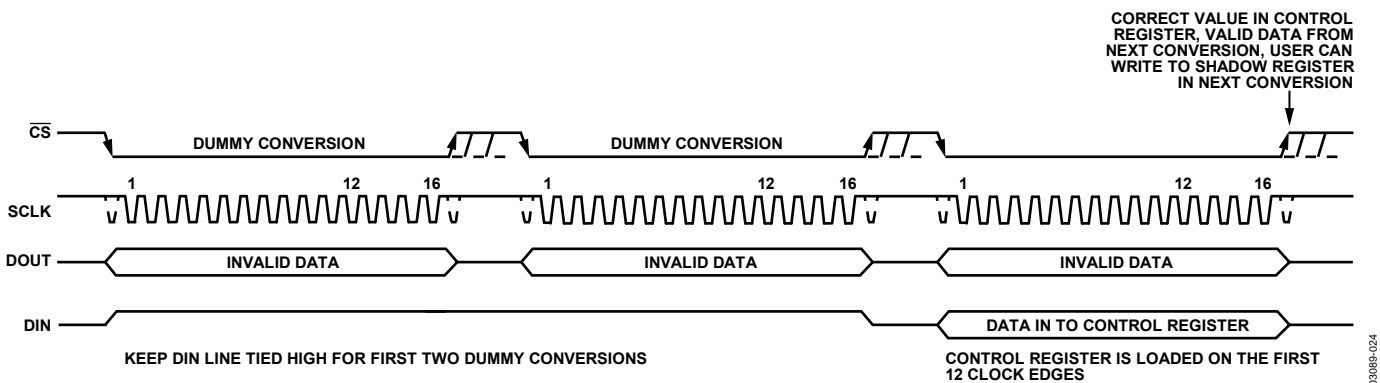 CORRECT VALUE IN CONTROL
REGISTER, VALID DATA FROM
NEXT CONVERSION, USER CAN
WRITE TO SHADOW REGISTER
IN NEXT CONVERSION
CS
DUMMY CONVERSION
DUMMY CONVERSION
1 12 16 1 12 16 1 12 16
SCLK
DOUT
INVALID DATA
INVALID DATA
INVALID DATA
DIN
DATA IN TO CONTROL REGISTER
KEEP DIN LINE TIED HIGH FOR FIRST TWO DUMMY CONVERSIONS
CONTROL REGISTER IS LOADED ON THE FIRST
12 CLOCK EDGES
03089-024